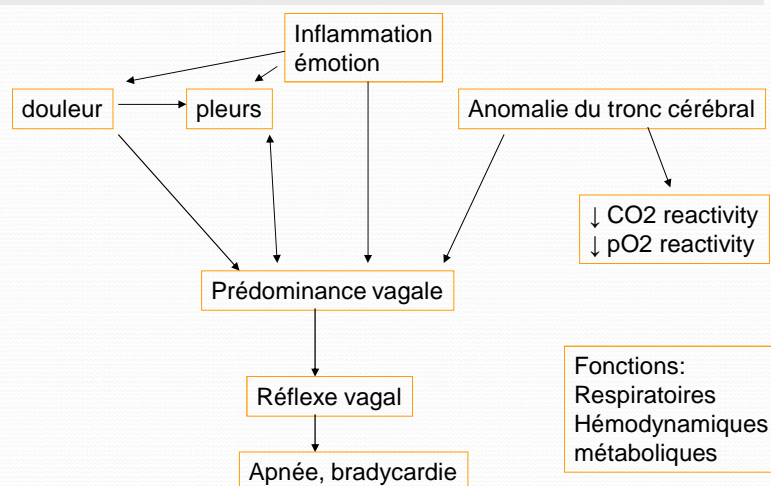 Inflammation
émotion
douleur
pleurs
Anomalie du tronc cérébral
↓ CO2 reactivity
↓ pO2 reactivity
Prédominance vagale
Réflexe vagal
Apnée, bradycardie
Fonctions:
Respiratoires
Hémodynamiques
métaboliques